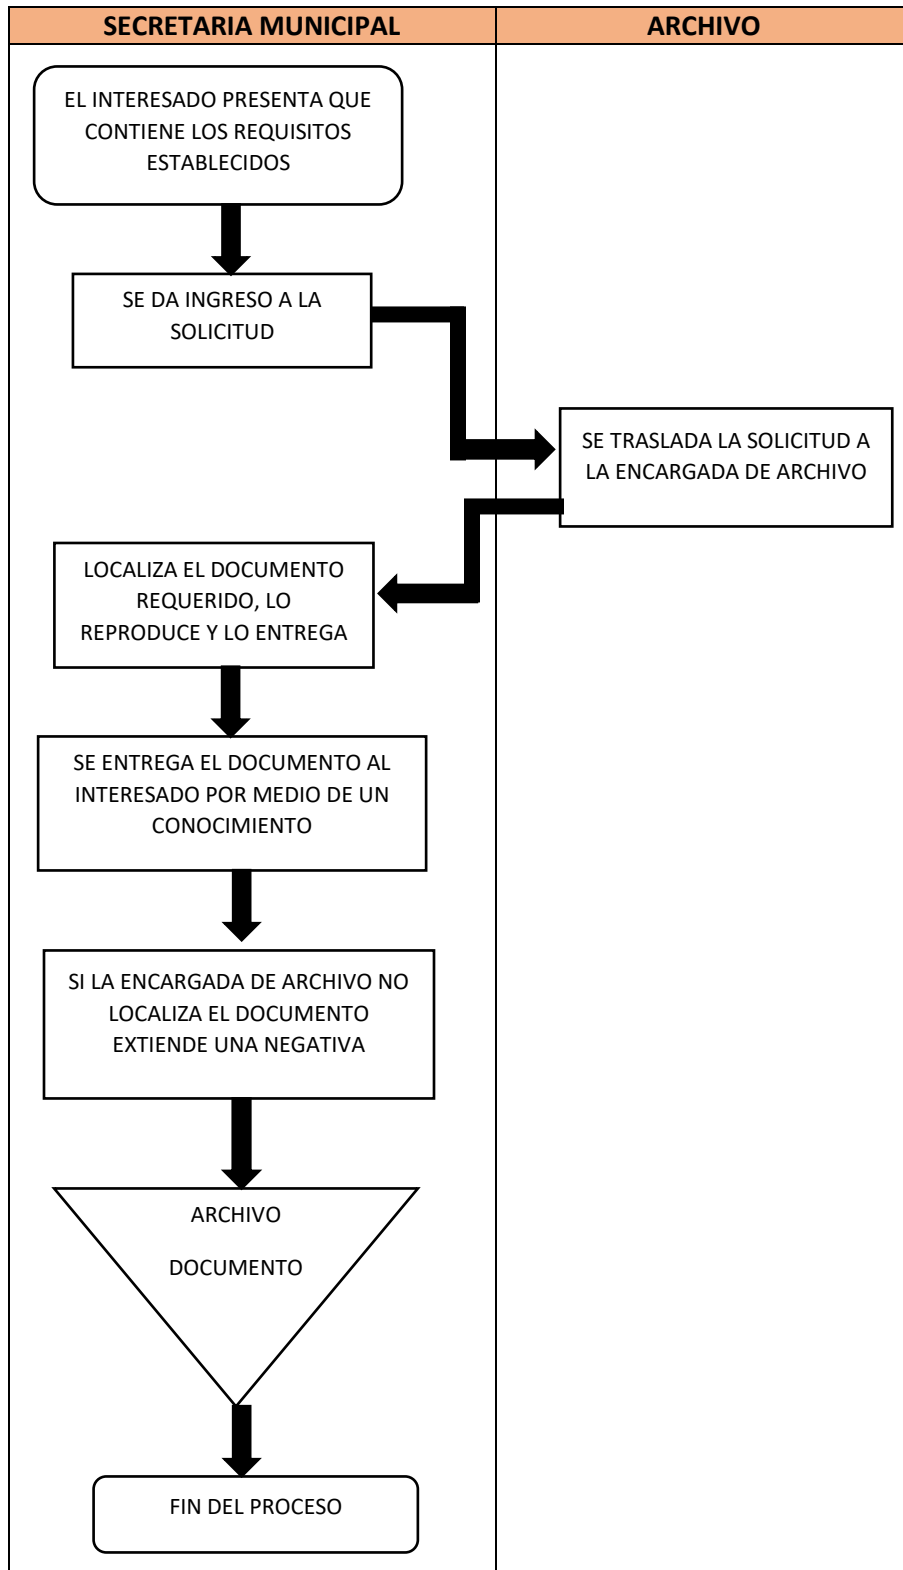 SECRETARIA MUNICIPAL
ARCHIVO
EL INTERESADO PRESENTA QUE
CONTIENE LOS REQUISITOS
ESTABLECIDOS
SE DA INGRESO A LA
SOLICITUD
SE TRASLADA LA SOLICITUD A
LA ENCARGADA DE ARCHIVO
LOCALIZA EL DOCUMENTO
REQUERIDO, LO
REPRODUCE Y LO ENTREGA
SE ENTREGA EL DOCUMENTO AL
INTERESADO POR MEDIO DE UN
CONOCIMIENTO
SI LA ENCARGADA DE ARCHIVO NO
LOCALIZA EL DOCUMENTO
EXTIENDE UNA NEGATIVA
ARCHIVO
DOCUMENTO
FIN DEL PROCESO